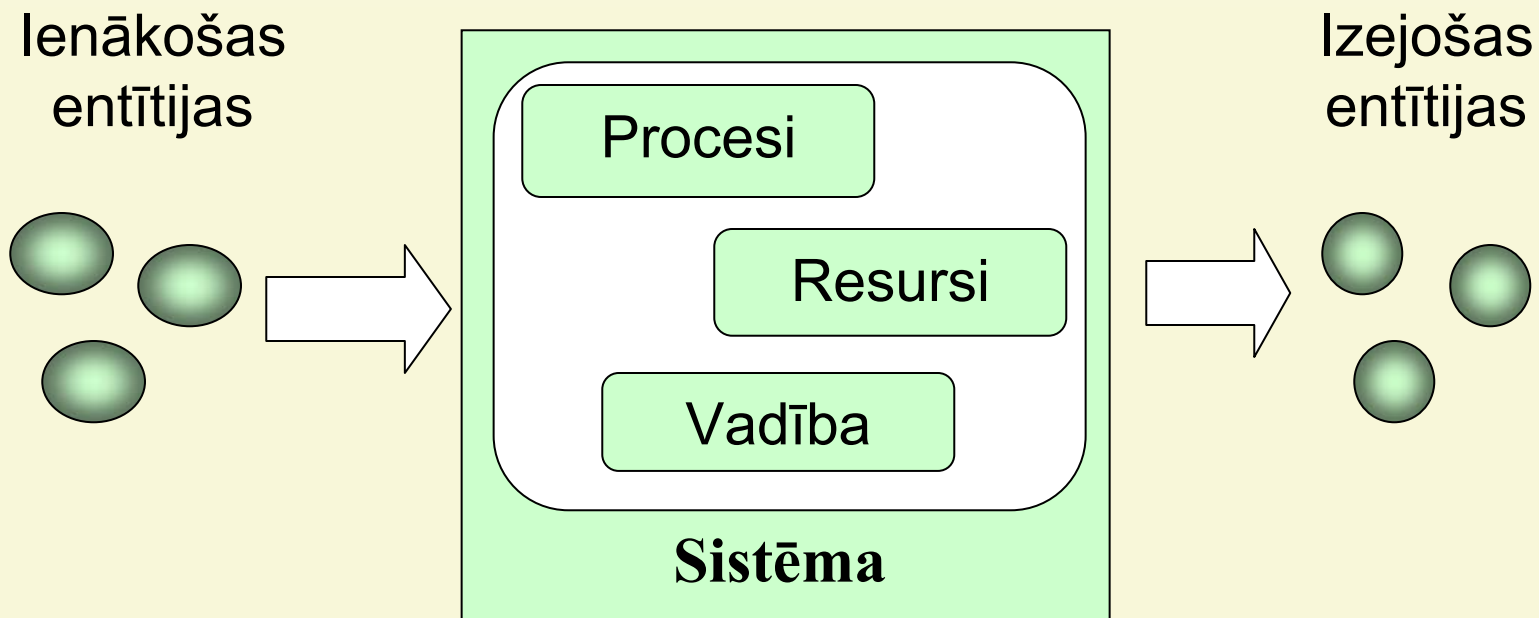 Ienākošas
entītijas
Procesi
Resursi
Vadība
Sistēma
Izejošas
entītijas